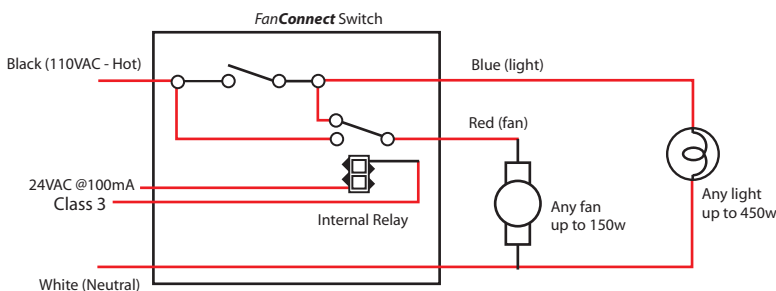 FanConnect Switch
Black (110VAC - Hot)
Blue (light)
Red (fan)
24VAC @100mA
Class 3
Internal Relay
Any fan
up to 150w
Any light
up to 450w
White (Neutral)